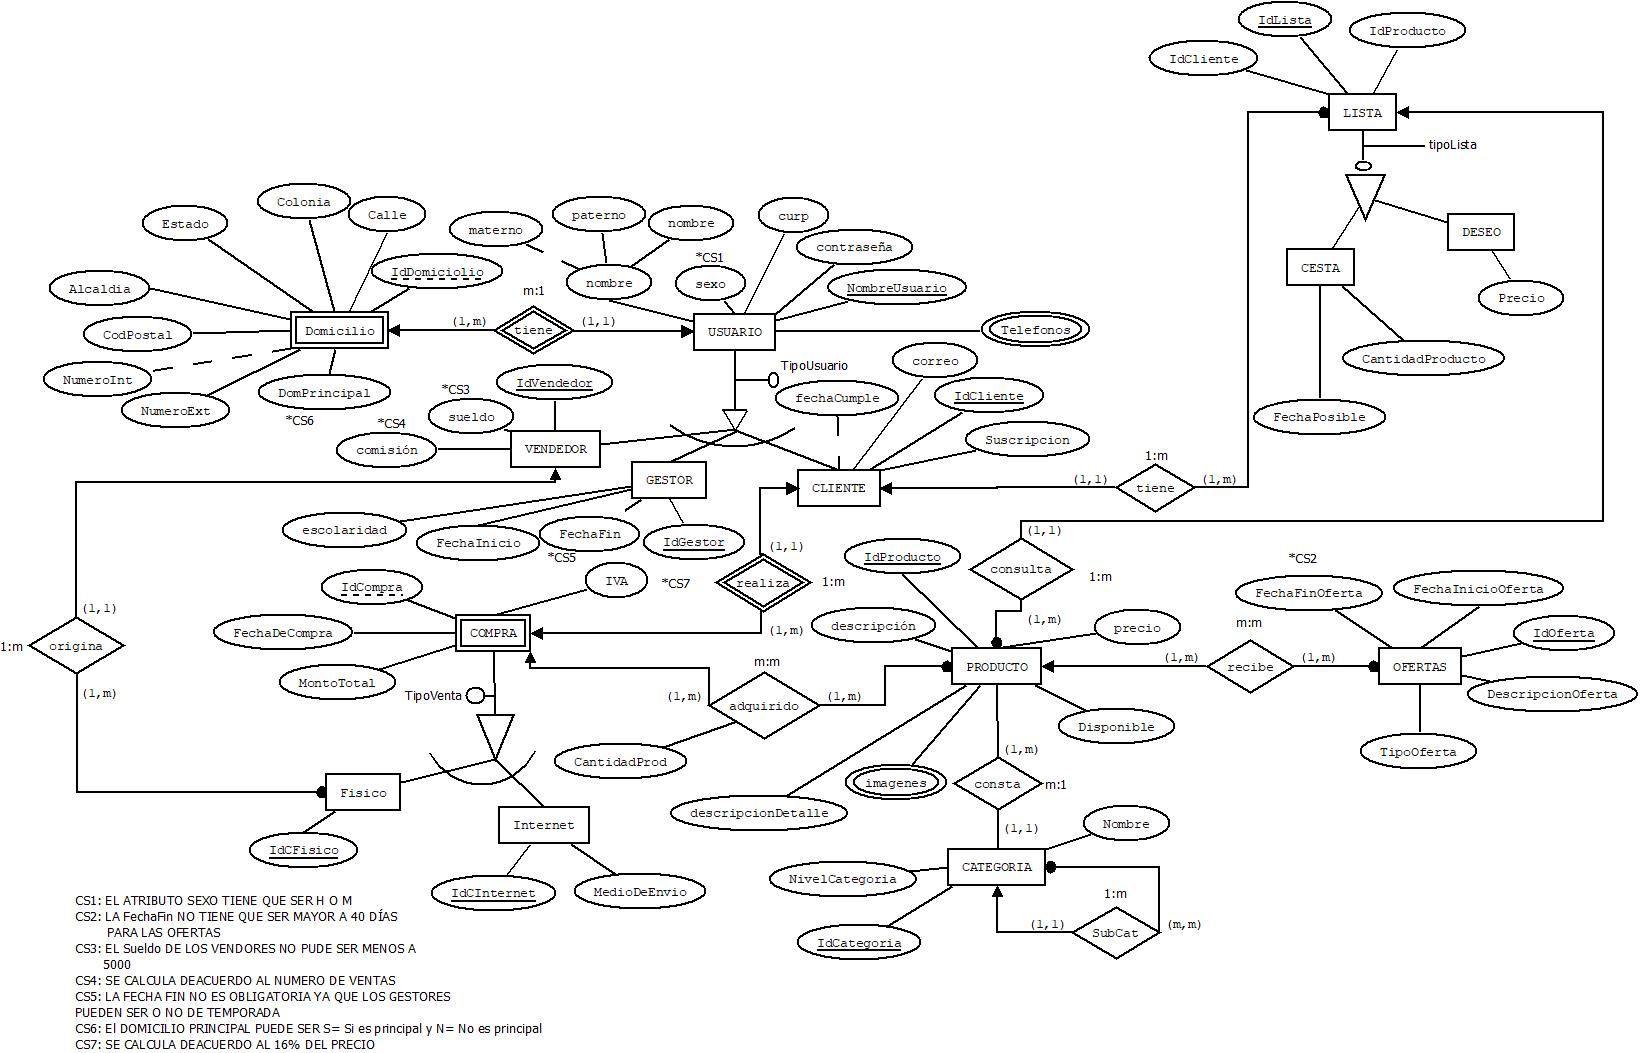 IdLista
IdProducto
IdCliente
LISTA
tipoLista
DESEO
CESTA
Precio
CantidadProducto
FechaPosible
Colonia
Calle
Estado
IdDomiciolio
Alcaldia
CodPostal
Domicilio
NumeroInt
DomPrincipal
*CS6
NumeroExt
m:1
(1,m)
tiene
(1,1)
paterno
nombre
materno
nombre
*CS1
sexo
curp
contraseña
NombreUsuario
USUARIO
Telefonos
TipoUsuario
correo
fechaCumple
IdCliente
Suscripcion
CLIENTE
IdVendedor
*CS3
sueldo
*CS4
comisión
VENDEDOR
GESTOR
escolaridad
FechaInicio
FechaFin
*CS5
IdGestor
(1,1)
1:m
tiene
(1,m)
(1,1)
realiza
1:m
(1,m)
(1,1)
consulta
1:m
(1,m)
IdCompra
IVA
*CS7
FechaDeCompra
COMPRA
MontoTotal
TipoVenta
(1,1)
1:m
origina
(1,m)
m:m
(1,m)
adquirido
(1,m)
CantidadProd
IdProducto
descripción
precio
PRODUCTO
Disponible
imagenes
descripcionDetalle
m:m
(1,m)
recibe
(1,m)
*CS2
FechaFinOferta
FechaInicioOferta
IdOferta
OFERTAS
DescripcionOferta
TipoOferta
(1,m)
consta
m:1
(1,1)
Nombre
CATEGORIA
NivelCategoria
IdCategoria
1:m
(1,1)
SubCat
(m,m)
Fisico
IdCFisico
Internet
IdCInternet
MedioDeEnvio
CS1: EL ATRIBUTO SEXO TIENE QUE SER H O M
CS2: LA FechaFin NO TIENE QUE SER MAYOR A 40 DÍAS
PARA LAS OFERTAS
CS3: EL Sueldo DE LOS VENDORES NO PUDE SER MENOS A
5000
CS4: SE CALCULA DEACUERDO AL NUMERO DE VENTAS
CS5: LA FECHA FIN NO ES OBLIGATORIA YA QUE LOS GESTORES
PUEDEN SER O NO DE TEMPORADA
CS6: El DOMICILIO PRINCIPAL PUEDE SER S= Si es principal y N= No es principal
CS7: SE CALCULA DEACUERDO AL 16% DEL PRECIO